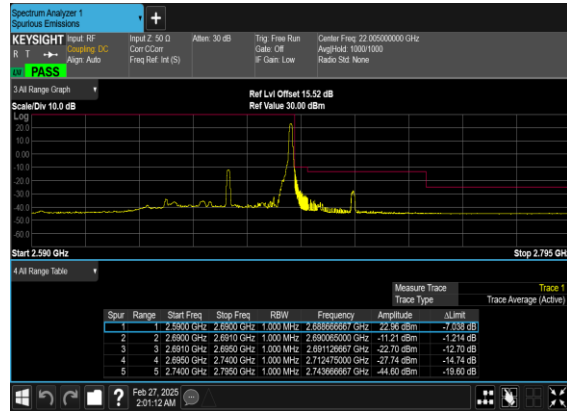 Spectrum Analyzer 1
Spurious Emissions
KEYSIGHT
R T
LW PASS
Input: RF
Coupling: DC
Align: Auto
Input Z: 50 Ω
Corr CCorr
Freq Ref: Int (S)
Atten: 30 dB
Trig: Free Run
Gate: Off
IF Gain: Low
Center Freq: 22.005000000 GHz
Avg|Hold: 1000/1000
Radio Std: None
3 All Range Graph
Scale/Div 10.0 dB
Ref Lvl Offset 15.52 dB
Ref Value 30.00 dBm
Log
20.0
10.0
0.00
-10.0
-20.0
-30.0
-40.0
-50.0
-60.0
Start 2.590 GHz
Stop 2.795 GHz
4 All Range Table
Measure Trace Trace 1
Trace Type Trace Average (Active)
Spur Range Start Freq Stop Freq RBW Frequency Amplitude ΔLimit
1 1 2.5900 GHz 2.6900 GHz 1.000 MHz 2.688666667 GHz 22.96 dBm -7.038 dB
2 2 2.6900 GHz 2.6910 GHz 1.000 MHz 2.690065000 GHz -11.21 dBm -1.214 dB
3 3 2.6910 GHz 2.6950 GHz 1.000 MHz 2.691126667 GHz -22.70 dBm -12.70 dB
4 4 2.6950 GHz 2.7400 GHz 1.000 MHz 2.712475000 GHz -27.74 dBm -14.74 dB
5 5 2.7400 GHz 2.7950 GHz 1.000 MHz 2.743666667 GHz -44.60 dBm -19.60 dB
Feb 27, 2025
2:01:12 AM